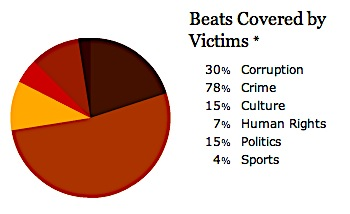 Beats Covered by
Victims *
30% Corruption
78% Crime
15% Culture
7% Human Rights
15% Politics
4% Sports